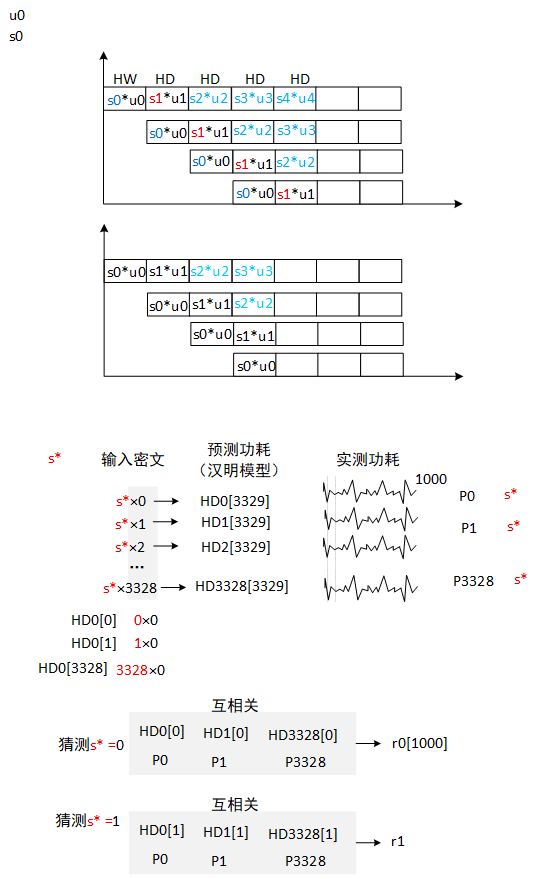 u0
s0
HW HD HD HD HD
s0*u0 s1*u1 s2*u2 s3*u3 s4*u4
s0*u0 s1*u1 s2*u2 s3*u3
s0*u0 s1*u1 s2*u2
s0*u0 s1*u1
s0*u0 s1*u1 s2*u2 s3*u3
s0*u0 s1*u1 s2*u2
s0*u0 s1*u1
s0*u0
s* 输入密文 预测功耗 实测功耗
（汉明模型）
1000
s*×0 HD0[3329] P0 s*
s*×1 HD1[3329] P1 s*
s*×2 HD2[3329]
...
s*×3328 HD3328[3329] P3328 s*
HD0[0] 0×0
HD0[1] 1×0
HD0[3328] 3328×0
互相关
HD0[0] HD1[0] HD3328[0]
猜测s* =0 r0[1000]
P0 P1 P3328
互相关
猜测s* =1
HD0[1] HD1[1] HD3328[1]
r1
P0 P1 P3328